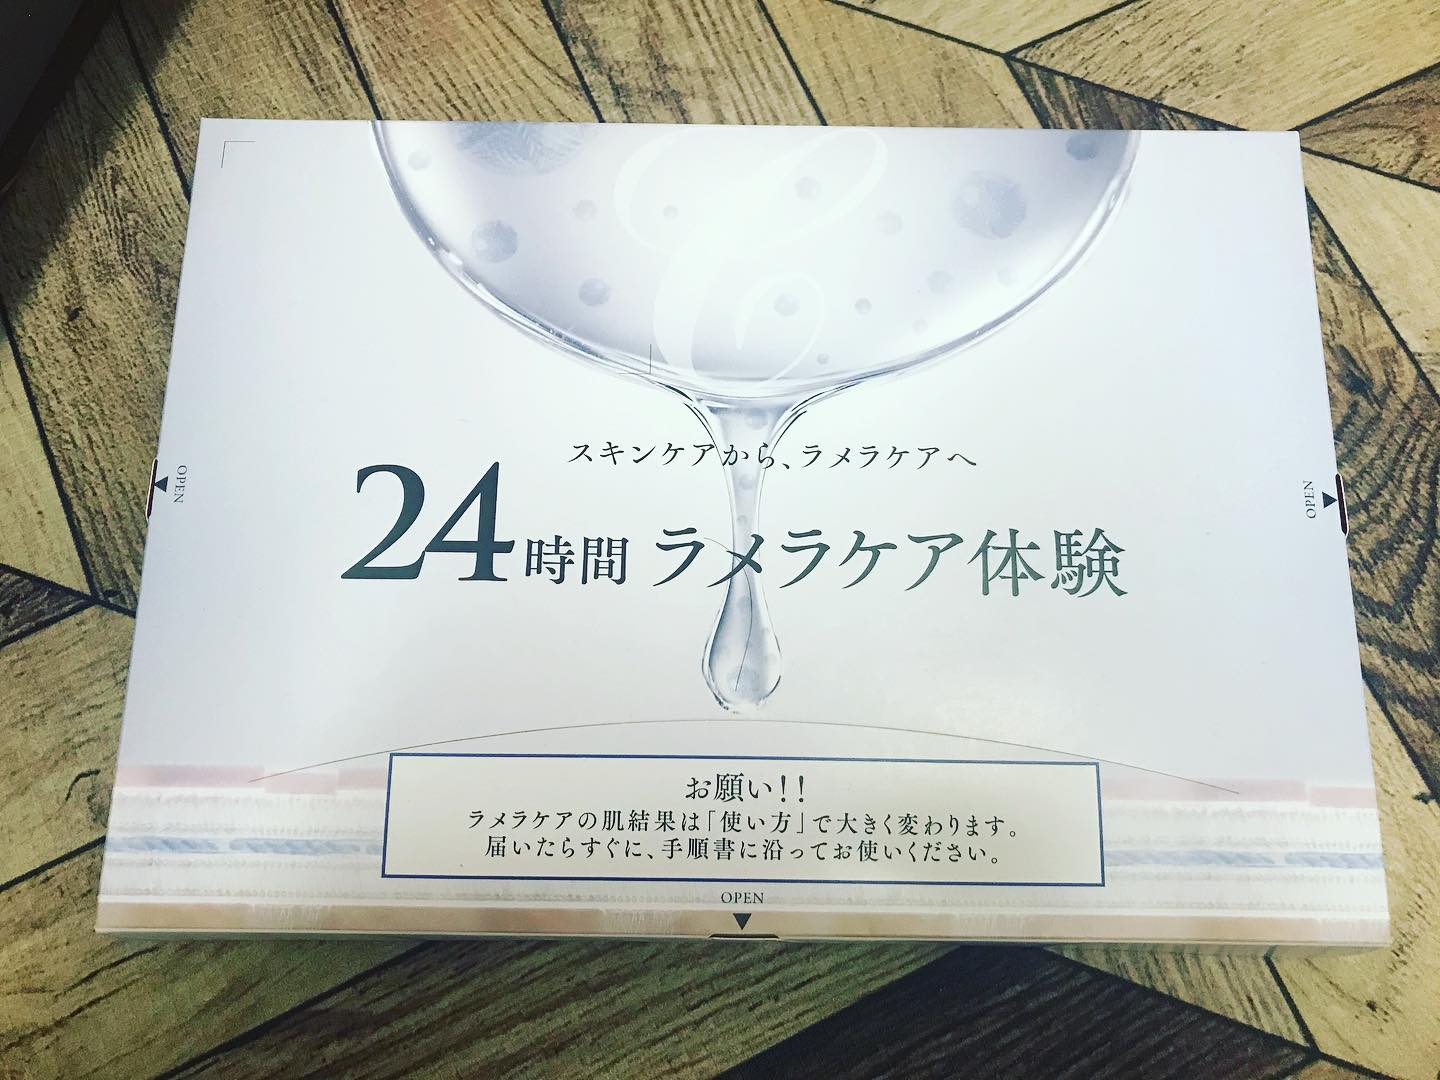 スキンケアから、ラメラケアへ
24時間 ラメラケア体験
OPEN
OPEN
お願い!!
ラメラケアの肌結果は「使い方」で大きく変わります。
届いたらすぐに、手順書に沿ってお使いください。
OPEN